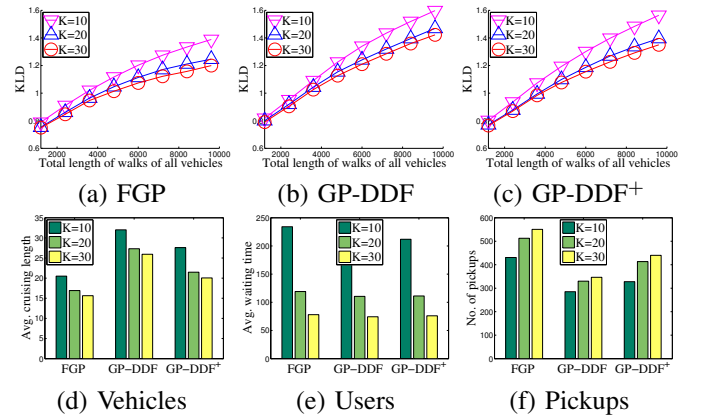 1.6
1.4
1.2
1
0.8
0.6
KLD
K=10
K=20
K=30
2000 4000 6000 8000 10000
Total length of walks of all vehicles
(a) FGP
1.6
1.4
1.2
1
0.8
0.6
KLD
K=10
K=20
K=30
2000 4000 6000 8000 10000
Total length of walks of all vehicles
(b) GP-DDF
1.6
1.4
1.2
1
0.8
0.6
KLD
K=10
K=20
K=30
2000 4000 6000 8000 10000
Total length of walks of all vehicles
(c) GP-DDF+
35
30
25
20
15
10
5
0
Avg. cruising length
K=10
K=20
K=30
FGP GP−DDF GP−DDF+
(d) Vehicles
250
200
150
100
50
0
Avg. waiting time
K=10
K=20
K=30
FGP GP−DDF GP−DDF+
(e) Users
600
500
400
300
200
100
0
No. of pickups
K=10
K=20
K=30
FGP GP−DDF GP−DDF+
(f) Pickups